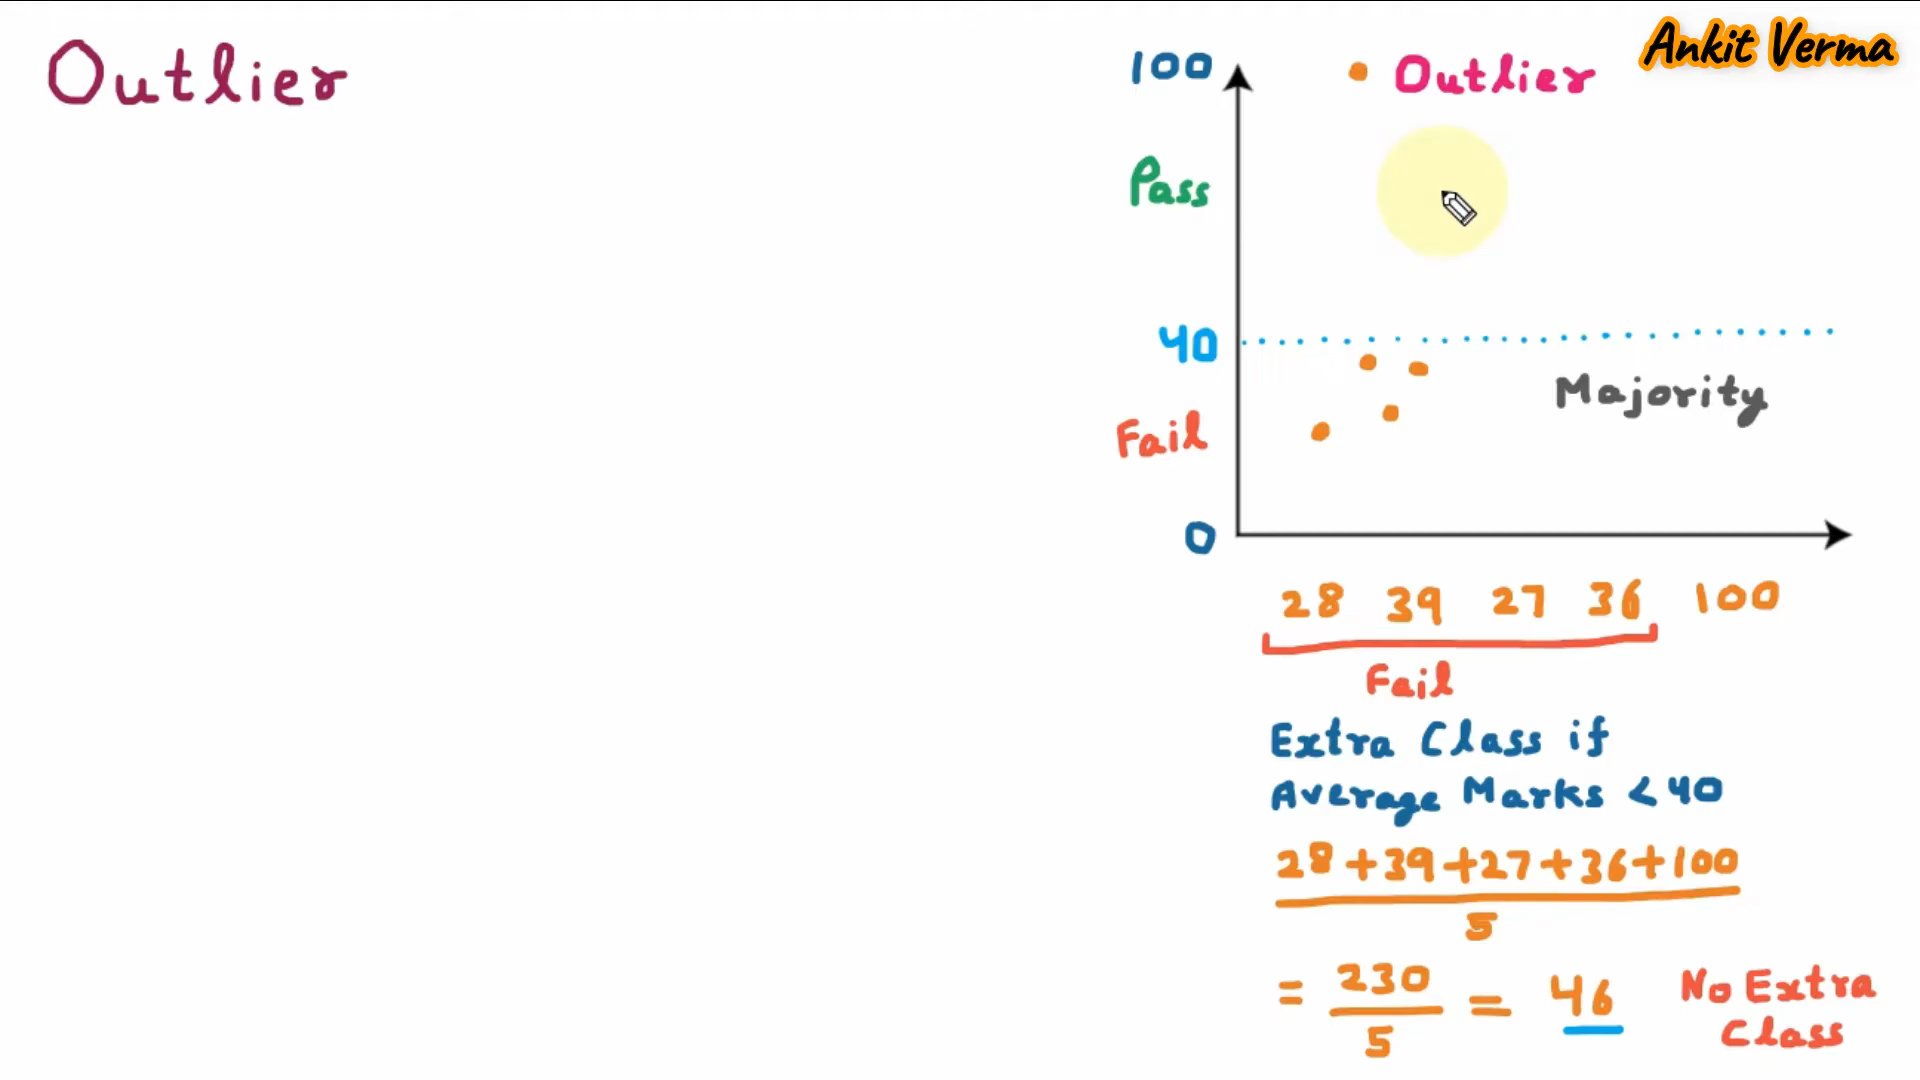 Outlier
Ankit Verma
100
Outlier
Pass
40
Majority
Fail
0
28 39 27 36 100
Fail
Extra Class if
Average Marks < 40
28+39+27+36+100
5
= 230 = 46 No Extra
5 Class